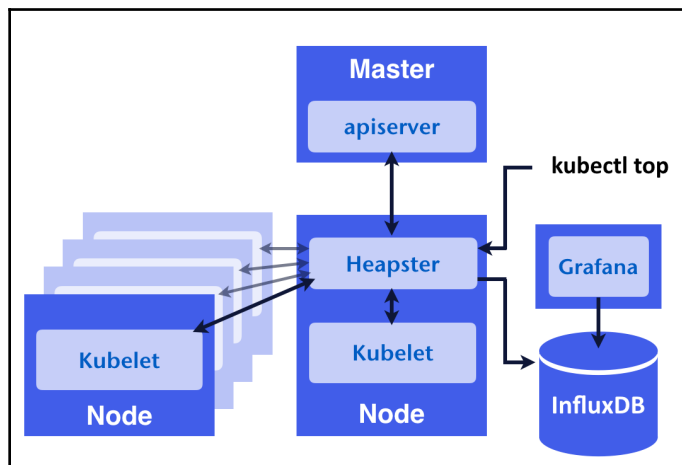 Master
apiserver
kubectl top
Heapster
Grafana
Kubelet
Kubelet
Node
Node
InfluxDB